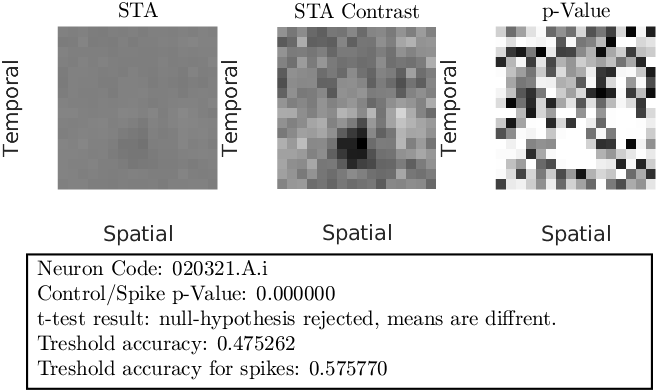 STA
STA Contrast
p-Value
Temporal
Temporal
Temporal
Spatial
Spatial
Spatial
Neuron Code: 020321.A.i
Control/Spike p-Value: 0.000000
t-test result: null-hypothesis rejected, means are diffrent.
Treshold accuracy: 0.475262
Treshold accuracy for spikes: 0.575770